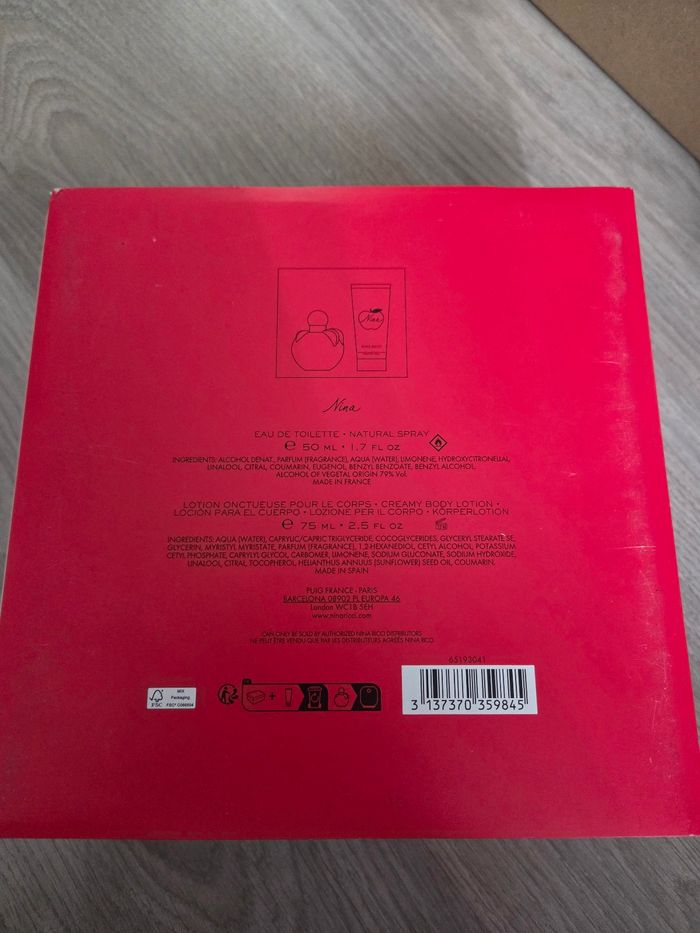 Nina
Nina
EAU DE TOILETTE • NATURAL SPRAY
e 50 ML • 1.7 FL OZ
INGREDIENTS: ALCOHOL DENAT., PARFUM (FRAGRANCE), AQUA (WATER), LIMONENE, HYDROXYCITRONELLAL,
LINALOOL, CITRAL, COUMARIN, EUGENOL, BENZYL BENZOATE, BENZYL ALCOHOL.
ALCOHOL OF VEGETAL ORIGIN 79% Vol.
MADE IN FRANCE
LOTION ONCTUEUSE POUR LE CORPS • CREAMY BODY LOTION •
LOCIÓN PARA EL CUERPO • LOZIONE PER IL CORPO • KÖRPERLOTION
e 75 ML • 2.5 FL OZ
INGREDIENTS: AQUA (WATER), CAPRYLIC/CAPRIC TRIGLYCERIDE, COCOGLYCERIDES, GLYCERYL STEARATE SE,
GLYCERIN, MYRISTYL MYRISTATE, PARFUM (FRAGRANCE), 1,2-HEXANEDIOL, CETYL ALCOHOL, POTASSIUM
CETYL PHOSPHATE, CAPRYLYL GLYCOL, CARBOMER, LIMONENE, SODIUM GLUCONATE, SODIUM HYDROXIDE,
LINALOOL, CITRAL, TOCOPHEROL, HELIANTHUS ANNUUS (SUNFLOWER) SEED OIL, COUMARIN.
MADE IN SPAIN
PUIG FRANCE • PARIS
BARCELONA 08902 PL EUROPA 46
London WC1B 5EH
www.ninaricci.com
CAN ONLY BE SOLD BY AUTHORIZED NINA RICCI DISTRIBUTORS
NE PEUT ÊTRE VENDU QUE PAR LES DISTRIBUTEURS AGRÉÉS NINA RICCI
65193041
FSC
MIX
Packaging
3 137370 359845